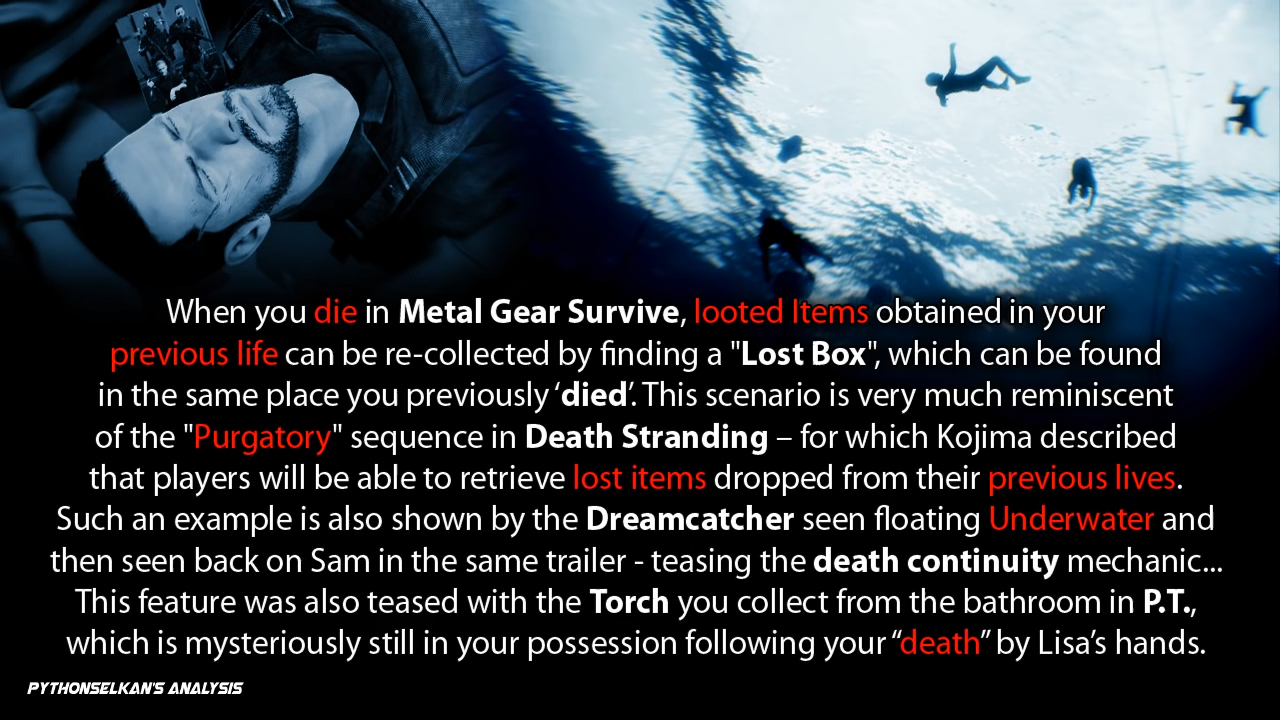 When you die in Metal Gear Survive, looted Items obtained in your
previous life can be re-collected by finding a "Lost Box", which can be found
in the same place you previously ‘died’. This scenario is very much reminiscent
of the "Purgatory" sequence in Death Stranding – for which Kojima described
that players will be able to retrieve lost items dropped from their previous lives.
Such an example is also shown by the Dreamcatcher seen floating Underwater and
then seen back on Sam in the same trailer - teasing the death continuity mechanic...
This feature was also teased with the Torch you collect from the bathroom in P.T.,
which is mysteriously still in your possession following your “death” by Lisa’s hands.
PYTHONSELKAN'S ANALYSIS